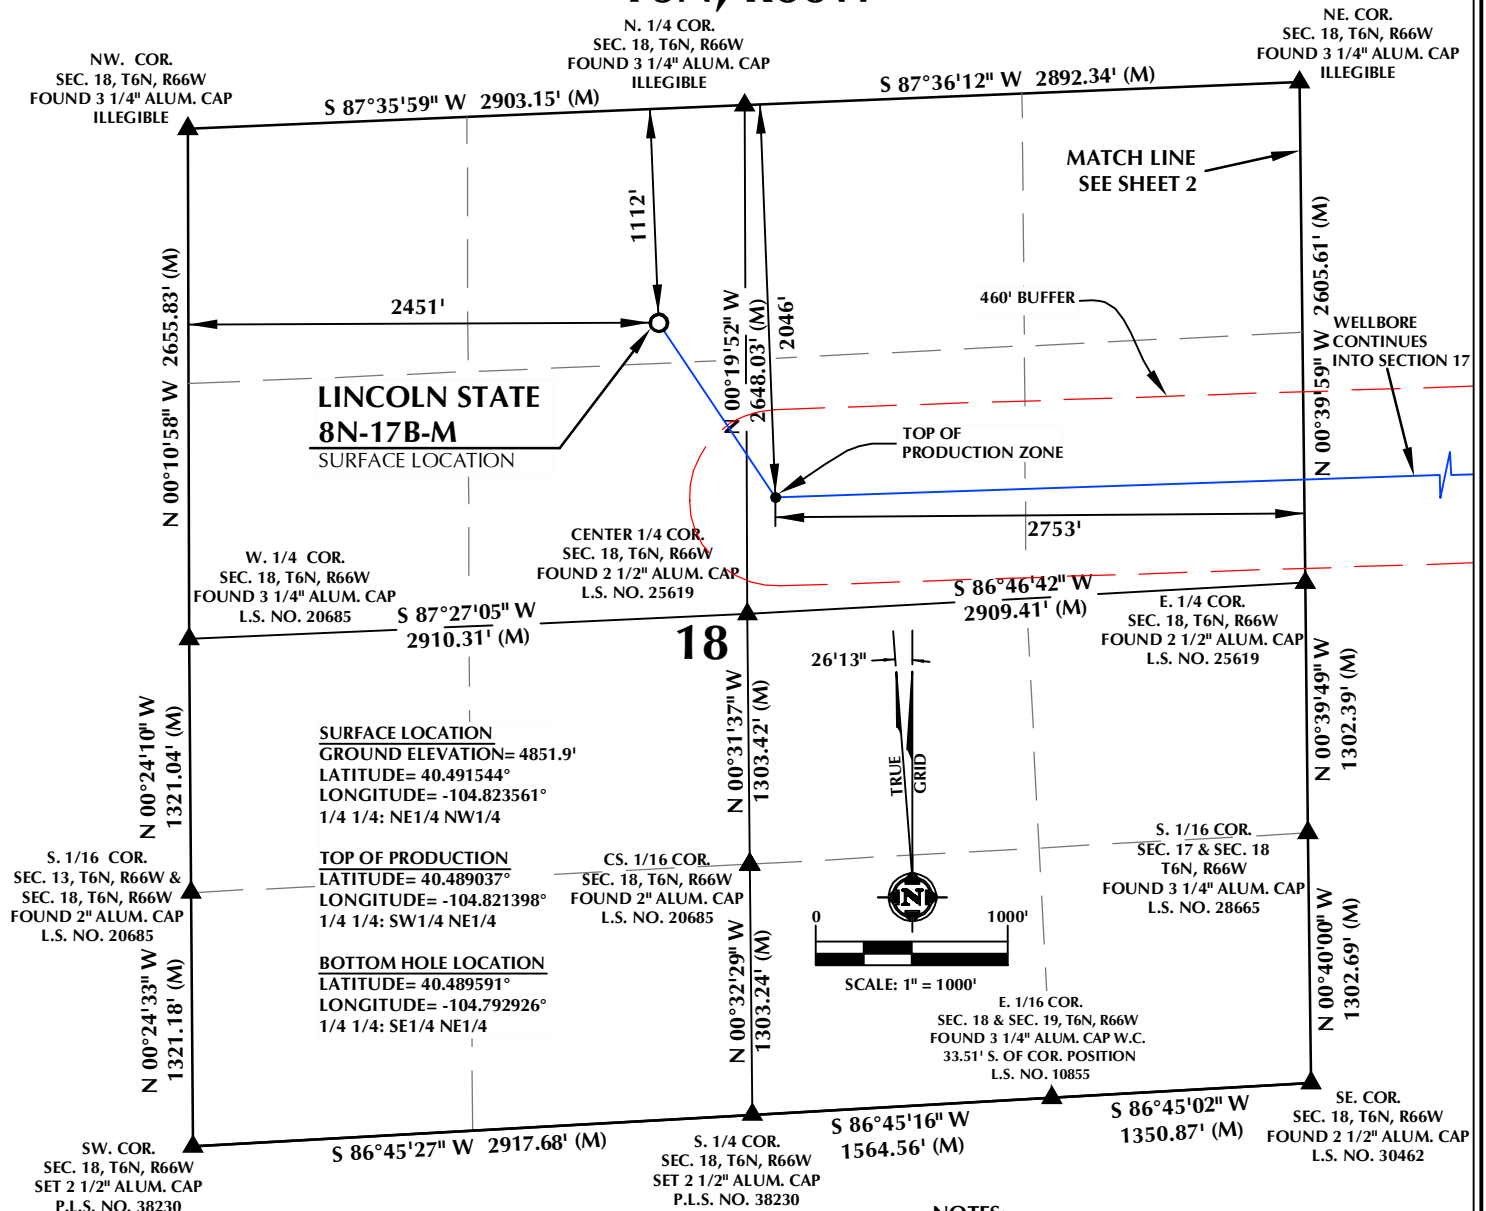 N. 1/4 COR.
SEC. 18, T6N, R66W
FOUND 3 1/4" ALUM. CAP
ILLEGIBLE
NE. COR.
SEC. 18, T6N, R66W
FOUND 3 1/4" ALUM. CAP
ILLEGIBLE
NW. COR.
SEC. 18, T6N, R66W
FOUND 3 1/4" ALUM. CAP
ILLEGIBLE
S 87°35'59" W 2903.15' (M)
S 87°36'12" W 2892.34' (M)
MATCH LINE
SEE SHEET 2
1112'
2451'
N 00°10'58" W 2655.83' (M)
N 00°19'52" W
2648.03' (M)
2046'
N 00°39'59" W 2605.61' (M)
460' BUFFER
WELLBORE
CONTINUES
INTO SECTION 17
LINCOLN STATE
8N-17B-M
SURFACE LOCATION
TOP OF
PRODUCTION ZONE
2753'
CENTER 1/4 COR.
SEC. 18, T6N, R66W
FOUND 2 1/2" ALUM. CAP
L.S. NO. 25619
W. 1/4 COR.
SEC. 18, T6N, R66W
FOUND 3 1/4" ALUM. CAP
L.S. NO. 20685
S 87°27'05" W
2910.31' (M)
S 86°46'42" W
2909.41' (M)
E. 1/4 COR.
SEC. 18, T6N, R66W
FOUND 2 1/2" ALUM. CAP
L.S. NO. 25619
18
26'13"
TRUE
GRID
N
N 00°24'10" W
1321.04' (M)
N 00°31'37" W
1303.42' (M)
N 00°39'49" W
1302.39' (M)
SURFACE LOCATION
GROUND ELEVATION= 4851.9'
LATITUDE= 40.491544°
LONGITUDE= -104.823561°
1/4 1/4: NE1/4 NW1/4
TOP OF PRODUCTION
LATITUDE= 40.489037°
LONGITUDE= -104.821398°
1/4 1/4: SW1/4 NE1/4
BOTTOM HOLE LOCATION
LATITUDE= 40.489591°
LONGITUDE= -104.792926°
1/4 1/4: SE1/4 NE1/4
S. 1/16 COR.
SEC. 13, T6N, R66W &
SEC. 18, T6N, R66W
FOUND 2" ALUM. CAP
L.S. NO. 20685
CS. 1/16 COR.
SEC. 18, T6N, R66W
FOUND 2" ALUM. CAP
L.S. NO. 20685
S. 1/16 COR.
SEC. 17 & SEC. 18
T6N, R66W
FOUND 3 1/4" ALUM. CAP
L.S. NO. 28665
0 1000'
SCALE: 1" = 1000'
N 00°24'33" W
1321.18' (M)
N 00°32'29" W
1303.24' (M)
N 00°40'00" W
1302.69' (M)
E. 1/16 COR.
SEC. 18 & SEC. 19, T6N, R66W
FOUND 3 1/4" ALUM. CAP W.C.
33.51' S. OF COR. POSITION
L.S. NO. 10855
S 86°45'27" W 2917.68' (M)
S 86°45'16" W
1564.56' (M)
S 86°45'02" W
1350.87' (M)
SW. COR.
SEC. 18, T6N, R66W
SET 2 1/2" ALUM. CAP
P.L.S. NO. 38230
S. 1/4 COR.
SEC. 18, T6N, R66W
SET 2 1/2" ALUM. CAP
P.L.S. NO. 38230
SE. COR.
SEC. 18, T6N, R66W
FOUND 2 1/2" ALUM. CAP
L.S. NO. 30462